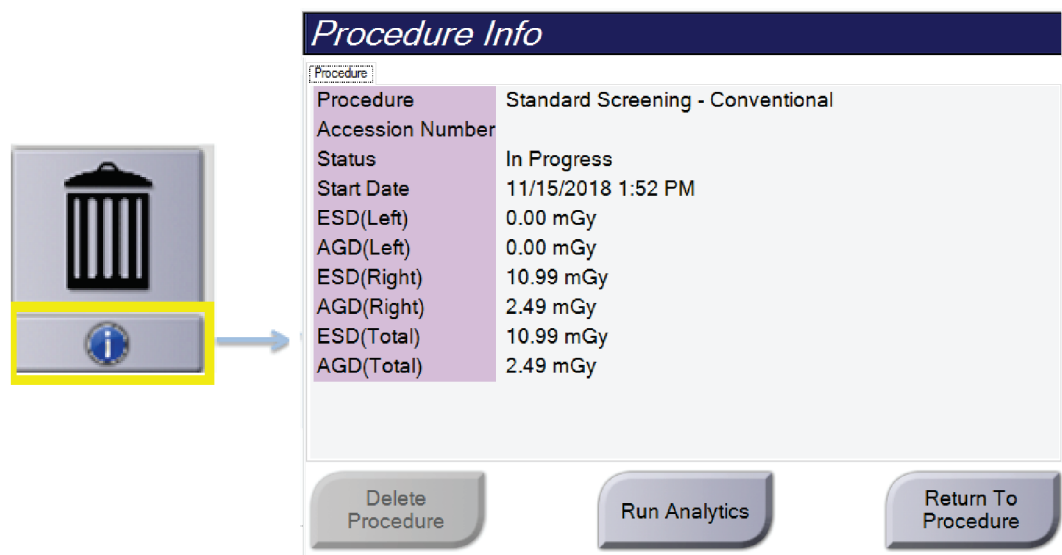 Procedure Info
Procedure
Procedure Standard Screening - Conventional
Accession Number
Status In Progress
Start Date 11/15/2018 1:52 PM
ESD(Left) 0.00 mGy
AGD(Left) 0.00 mGy
ESD(Right) 10.99 mGy
AGD(Right) 2.49 mGy
ESD(Total) 10.99 mGy
AGD(Total) 2.49 mGy
i
Delete
Procedure
Run Analytics
Return To
Procedure